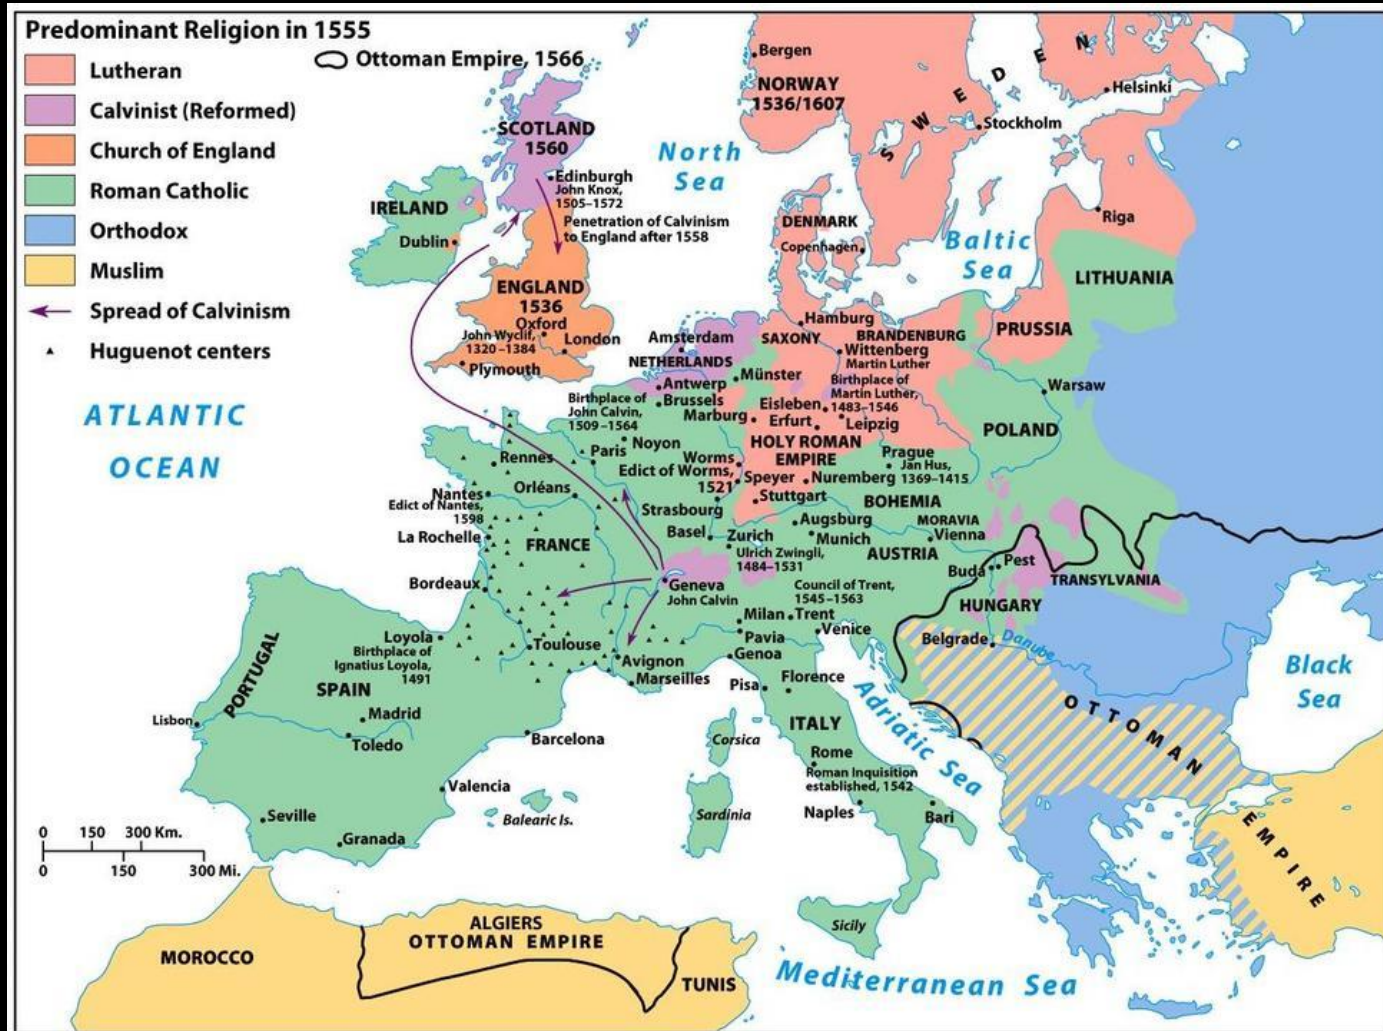 Predominant Religion in 1555
Lutheran
Calvinist (Reformed)
Church of England
Roman Catholic
Orthodox
Muslim
Spread of Calvinism
Huguenot centers
Ottoman Empire, 1566
ATLANTIC
OCEAN
0 150 300 Km.
0 150 300 Mi.
North
Sea
Baltic
Sea
Black
Sea
Adriatic Sea
Mediterranean Sea
Danube
Bergen
NORWAY
1536/1607
SWEDEN
Helsinki
Stockholm
Riga
DENMARK
Copenhagen
LITHUANIA
PRUSSIA
SCOTLAND
1560
Edinburgh
John Knox,
1505–1572
Penetration of Calvinism
to England after 1558
IRELAND
Dublin
ENGLAND
1536
Oxford
John Wyclif,
1320–1384
London
Plymouth
Amsterdam
NETHERLANDS
Antwerp
Brussels
Münster
Marburg
Hamburg
SAXONY
BRANDENBURG
Wittenberg
Martin Luther
Birthplace of
Martin Luther,
1483–1546
Eisleben
Erfurt
Leipzig
HOLY ROMAN
EMPIRE
Warsaw
POLAND
Prague
Jan Hus,
1369–1415
Birthplace of
John Calvin,
1509–1564
Noyon
Paris
Rennes
Orléans
Nantes
Edict of Nantes,
1598
La Rochelle
FRANCE
Bordeaux
Worms
Edict of Worms,
1521
Speyer
Nuremberg
Stuttgart
Strasbourg
BOHEMIA
MORAVIA
Augsburg
Munich
Vienna
AUSTRIA
Basel
Zurich
Ulrich Zwingli,
1484–1531
Geneva
John Calvin
Council of Trent,
1545–1563
Milan
Trent
Pavia
Venice
Genoa
Buda
Pest
TRANSYLVANIA
HUNGARY
Belgrade
Loyola
Birthplace of
Ignatius Loyola,
1491
Toulouse
Avignon
Marseilles
PORTUGAL
SPAIN
Lisbon
Madrid
Toledo
Barcelona
Valencia
Seville
Granada
Balearic Is.
Pisa
Florence
ITALY
Corsica
Rome
Roman Inquisition
established, 1542
Sardinia
Naples
Bari
Sicily
OTTOMAN
EMPIRE
MOROCCO
ALGIERS
OTTOMAN EMPIRE
TUNIS